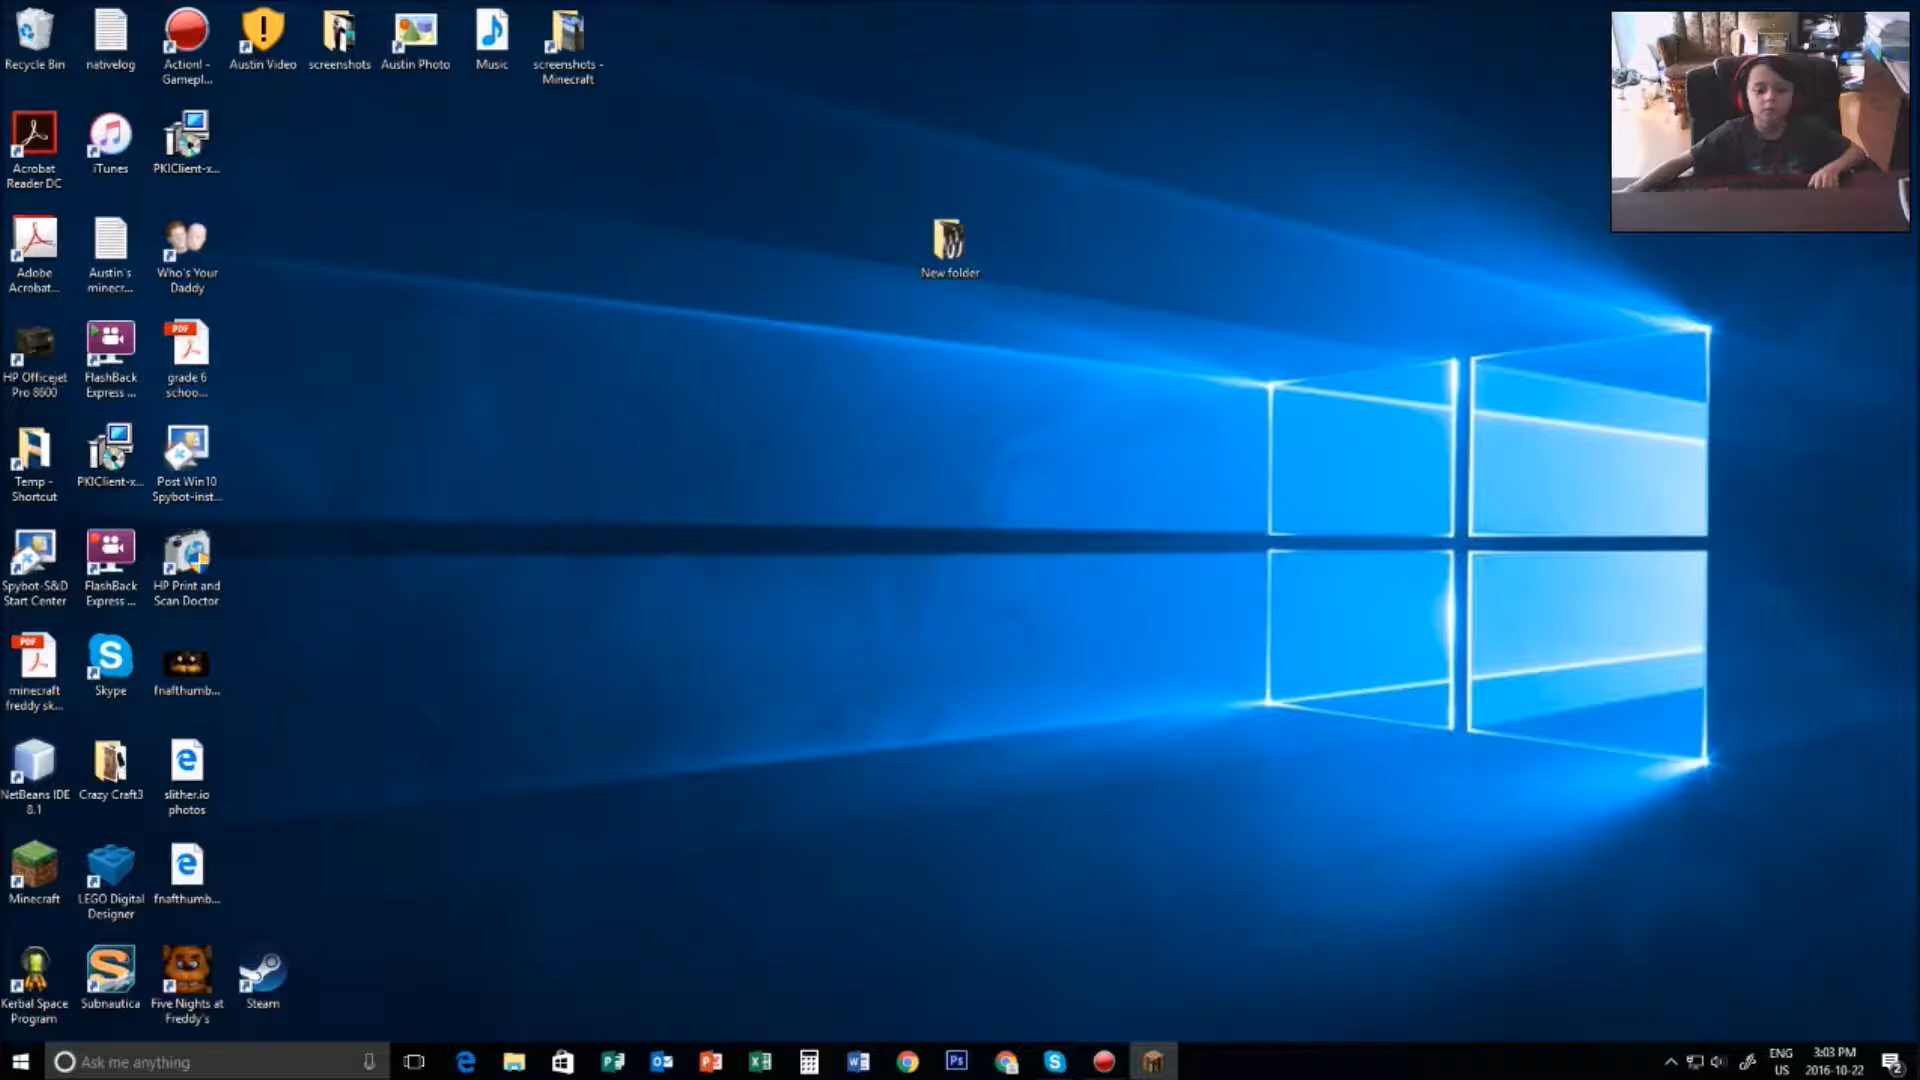 Recycle Bin
nativelog
Action! -
Gamepl...
Austin Video
screenshots
Austin Photo
Music
screenshots -
Minecraft
Acrobat
Reader DC
iTunes
PKIClient-x...
Adobe
Acrobat...
Austin's
minecr...
Who's Your
Daddy
New folder
HP Officejet
Pro 8600
FlashBack
Express ...
PDF
grade 6
schoo...
Temp -
Shortcut
PKIClient-x...
Post Win10
Spybot-inst...
Spybot-S&D
Start Center
FlashBack
Express ...
HP Print and
Scan Doctor
PDF
minecraft
freddy sk...
Skype
fnafthumb...
NetBeans IDE
8.1
Crazy Craft3
slither.io
photos
Minecraft
LEGO Digital
Designer
fnafthumb...
Kerbal Space
Program
Subnautica
Five Nights at
Freddy's
Steam
Ask me anything
Ps
ENG
US
3:03 PM
2016-10-22
2